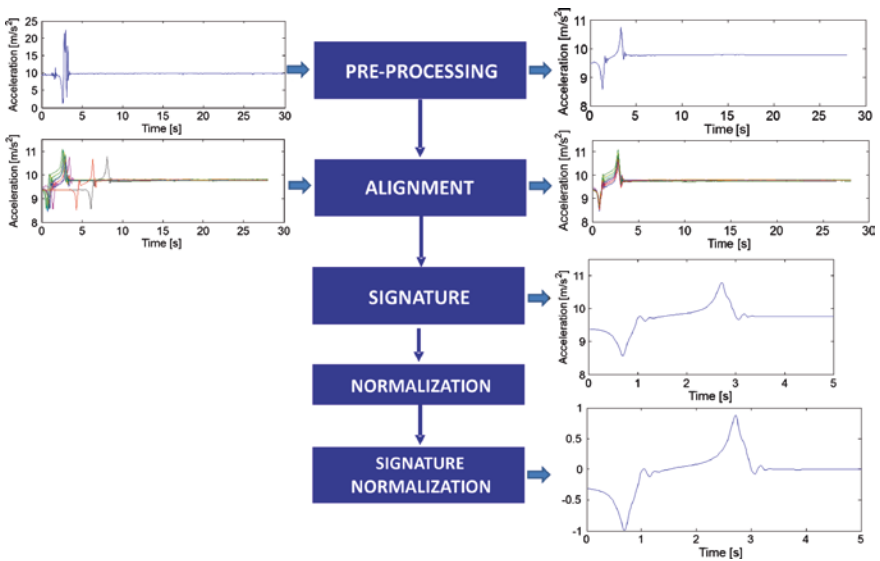 Acceleration [m/s²]
25
20
15
10
5
0
0 5 10 15 20 25 30
Time [s]
PRE-PROCESSING
Acceleration [m/s²]
11
10
9
8
0 5 10 15 20 25 30
Time [s]
Acceleration [m/s²]
11
10
9
8
0 5 10 15 20 25 30
Time [s]
ALIGNMENT
Acceleration [m/s²]
11
10
9
8
0 5 10 15 20 25 30
Time [s]
SIGNATURE
Acceleration [m/s²]
11
10
9
8
0 1 2 3 4 5
Time [s]
NORMALIZATION
SIGNATURE
NORMALIZATION
1
0.5
0
-0.5
-1
0 1 2 3 4 5
Time [s]